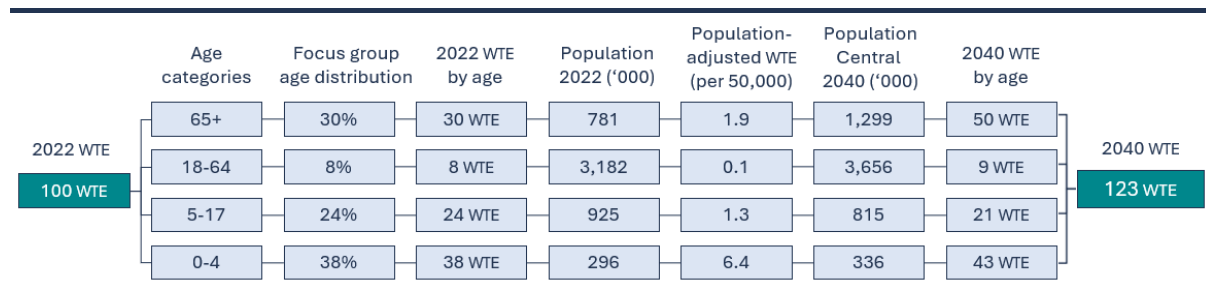 Age categories
Focus group age distribution
2022 WTE by age
Population 2022 ('000)
Population-adjusted WTE (per 50,000)
Population Central 2040 (‘000)
2040 WTE by age
65+ 30% 30 WTE 781 1.9 1,299 50 WTE
2022 WTE
2040 WTE
18-64 8% 8 WTE 3,182 0.1 3,656 9 WTE
100 WTE
123 WTE
5-17 24% 24 WTE 925 1.3 815 21 WTE
0-4 38% 38 WTE 296 6.4 336 43 WTE